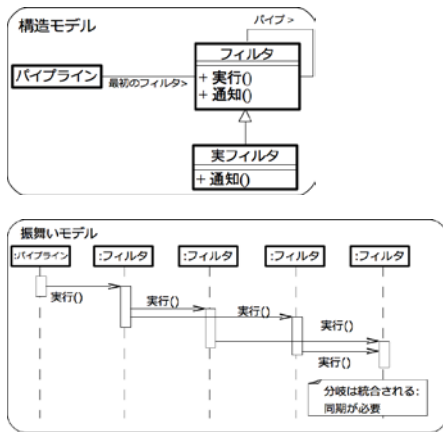 構造モデル
パイプ >
フィルタ
+ 実行()
+ 通知()
パイプライン
最初のフィルタ>
実フィルタ
+ 通知()
振舞いモデル
:パイプライン
:フィルタ
:フィルタ
:フィルタ
:フィルタ
実行()
実行()
実行()
実行()
実行()
分岐は統合される:
同期が必要